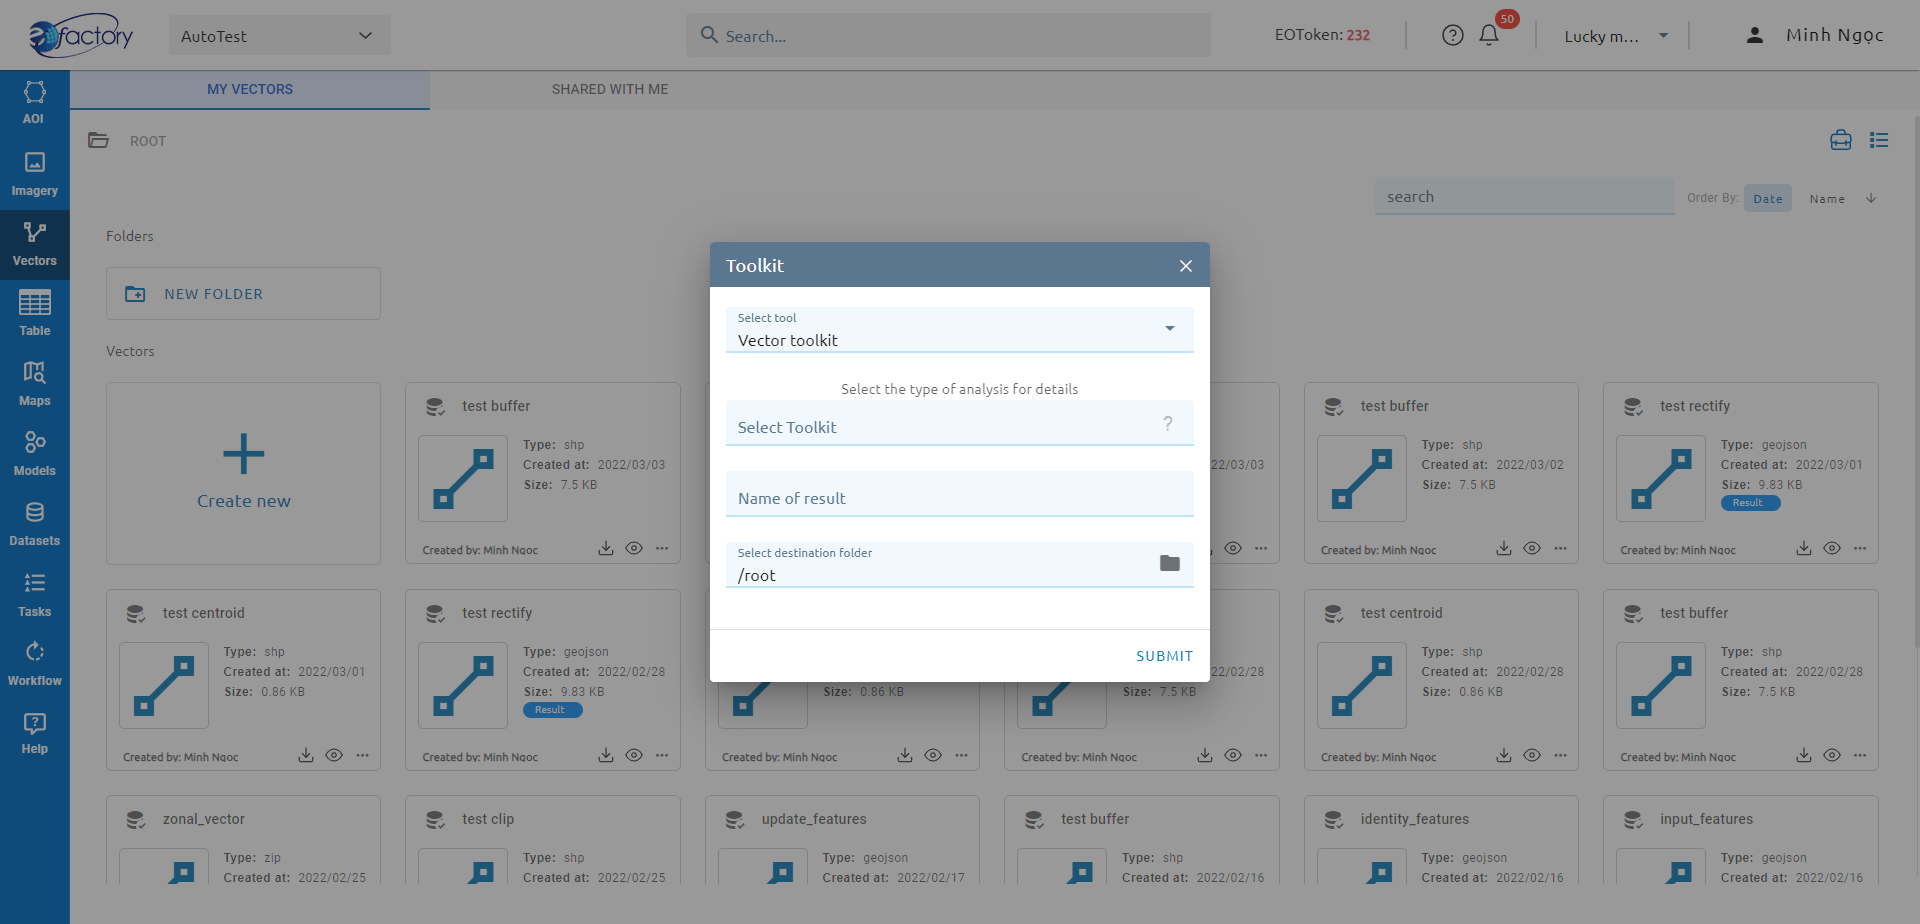 eofactory
AutoTest
Search...
EOToken: 232
50
Lucky m...
Minh Ngọc
AOI
Imagery
Vectors
Table
Maps
Models
Datasets
Tasks
Workflow
Help
MY VECTORS
SHARED WITH ME
ROOT
search
Order By:
Date
Name
Folders
NEW FOLDER
Vectors
Create new
test buffer
Type: shp
Created at: 2022/03/03
Size: 7.5 KB
Created by: Minh Ngoc
22/03/03
test buffer
Type: shp
Created at: 2022/03/02
Size: 7.5 KB
Created by: Minh Ngoc
test rectify
Type: geojson
Created at: 2022/03/01
Size: 9.83 KB
Result
Created by: Minh Ngoc
Toolkit
Select tool
Vector toolkit
Select the type of analysis for details
Select Toolkit
?
Name of result
Select destination folder
/root
SUBMIT
test centroid
Type: shp
Created at: 2022/03/01
Size: 0.86 KB
Created by: Minh Ngoc
test rectify
Type: geojson
Created at: 2022/02/28
Size: 9.83 KB
Result
Created by: Minh Ngoc
Size: 0.86 KB
Created by: Minh Ngoc
22/02/28
Size: 7.5 KB
Created by: Minh Ngoc
test centroid
Type: shp
Created at: 2022/02/28
Size: 0.86 KB
Created by: Minh Ngoc
test buffer
Type: shp
Created at: 2022/02/28
Size: 7.5 KB
Created by: Minh Ngoc
zonal_vector
Type: zip
Created at: 2022/02/25
test clip
Type: shp
Created at: 2022/02/25
update_features
Type: geojson
Created at: 2022/02/17
test buffer
Type: shp
Created at: 2022/02/16
identity_features
Type: geojson
Created at: 2022/02/16
input_features
Type: geojson
Created at: 2022/02/16